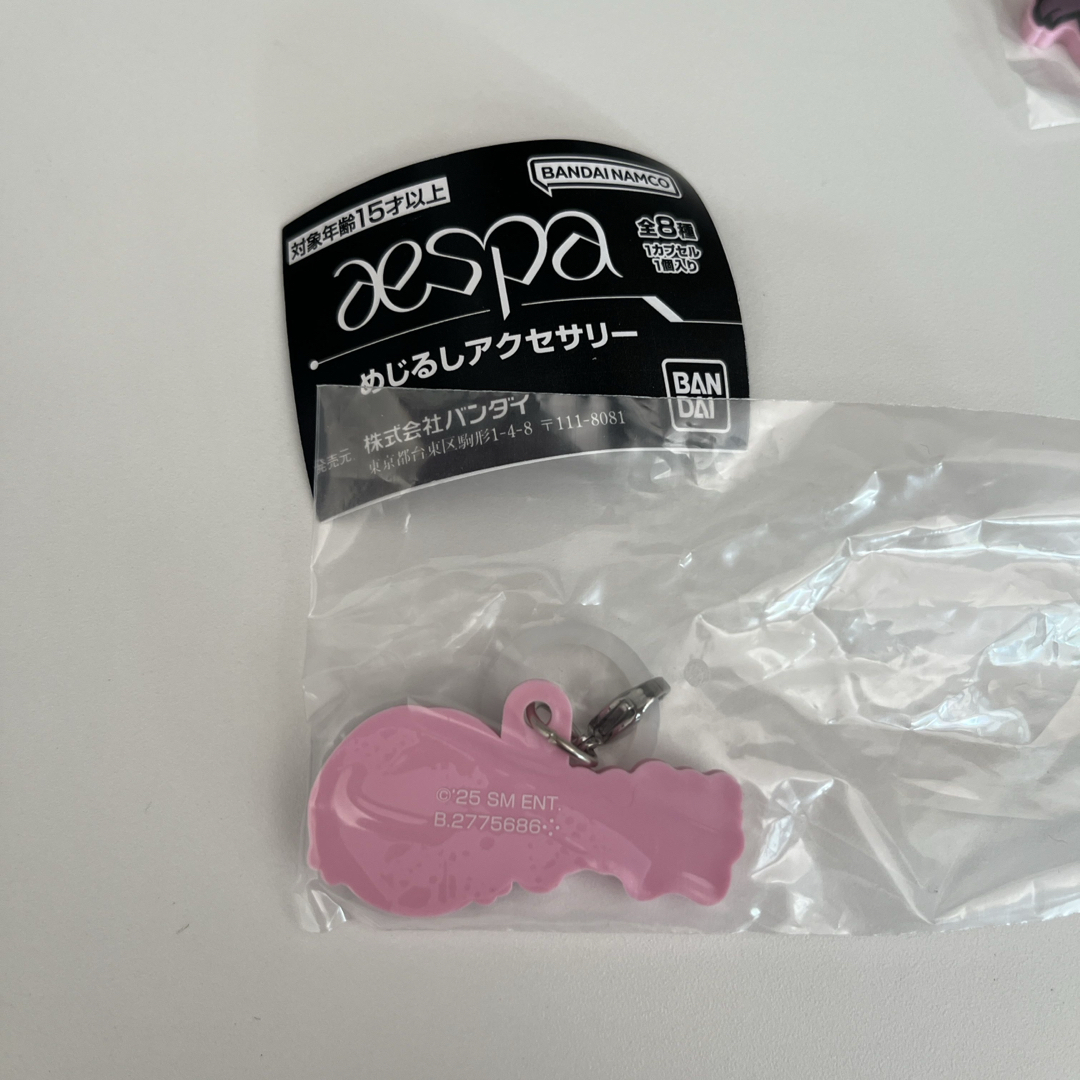 対象年齢15才以上
BANDAI NAMCO
aespa
全8種
1カプセル
1個入り
めじるしアクセサリー
BAN
DAI
発売元 株式会社バンダイ
東京都台東区駒形1-4-8 〒111-8081
©'25 SM ENT.
B.2775686